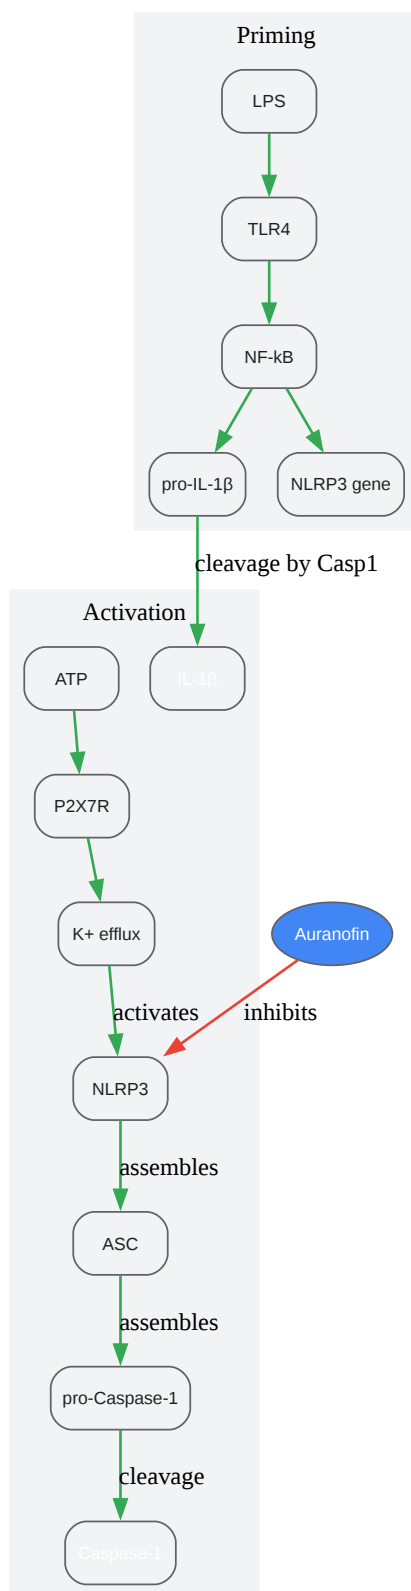 Priming
LPS
TLR4
NF-kB
pro-IL-1β
NLRP3 gene
cleavage by Casp1
Activation
ATP
IL-1β
P2X7R
K+ efflux
Auranofin
activates
inhibits
NLRP3
assembles
ASC
assembles
pro-Caspase-1
cleavage
Caspase-1